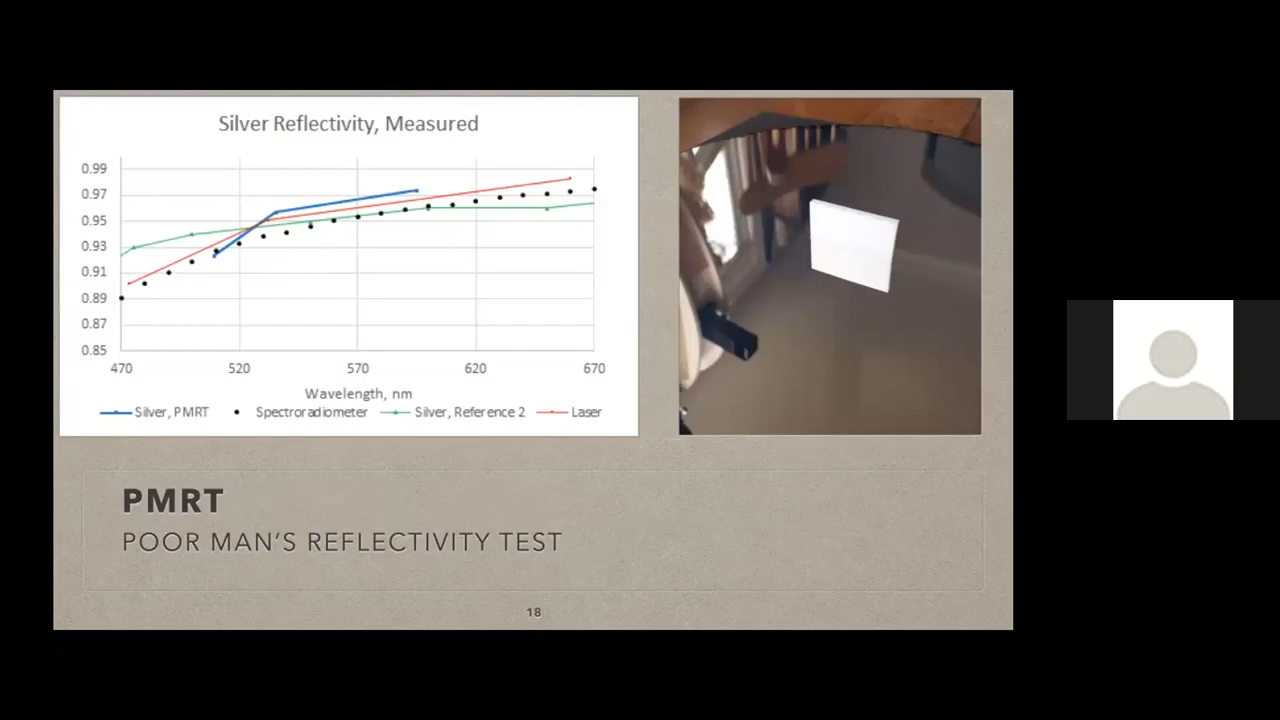 Silver Reflectivity, Measured
0.99
0.97
0.95
0.93
0.91
0.89
0.87
0.85
470 520 570 620 670
Wavelength, nm
Silver, PMRT Spectroradiometer Silver, Reference 2 Laser
PMRT
POOR MAN'S REFLECTIVITY TEST
18